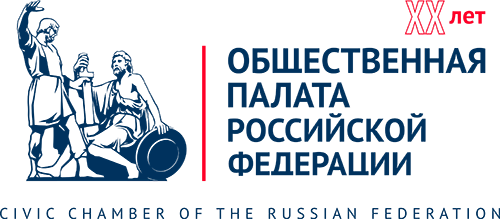 XX лет
ОБЩЕСТВЕННАЯ
ПАЛАТА
РОССИЙСКОЙ
ФЕДЕРАЦИИ
CIVIC CHAMBER OF THE RUSSIAN FEDERATION